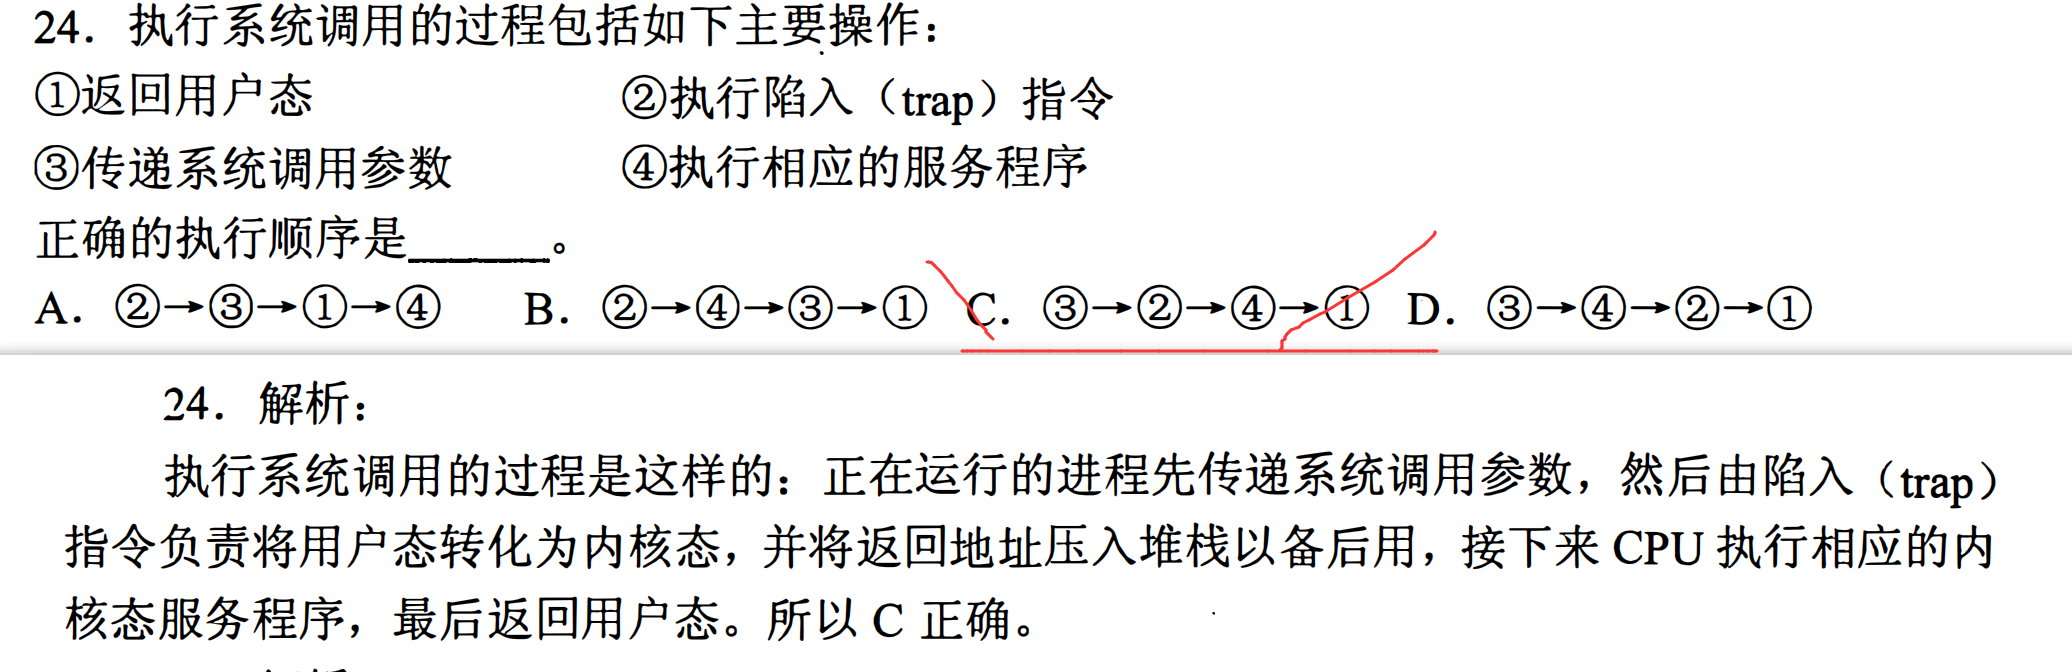 24．执行系统调用的过程包括如下主要操作：
①返回用户态 ②执行陷入（trap）指令
③传递系统调用参数 ④执行相应的服务程序
正确的执行顺序是______。
A．②→③→①→④ B．②→④→③→① C．③→②→④→① D．③→④→②→①
24．解析：
执行系统调用的过程是这样的：正在运行的进程先传递系统调用参数，然后由陷入（trap）
指令负责将用户态转化为内核态，并将返回地址压入堆栈以备后用，接下来 CPU 执行相应的内
核态服务程序，最后返回用户态。所以 C 正确。